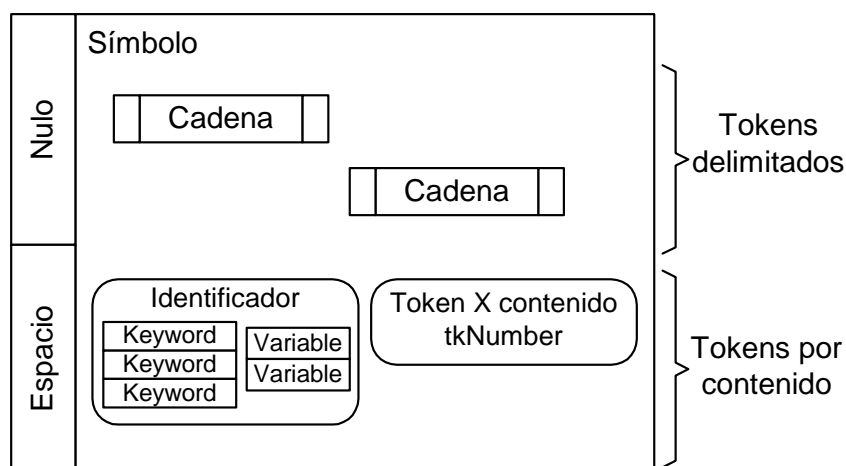 Símbolo
Nulo
Cadena
Cadena
Tokens
delimitados
Espacio
Identificador
Keyword
Keyword
Keyword
Variable
Variable
Token X contenido
tkNumber
Tokens por
contenido